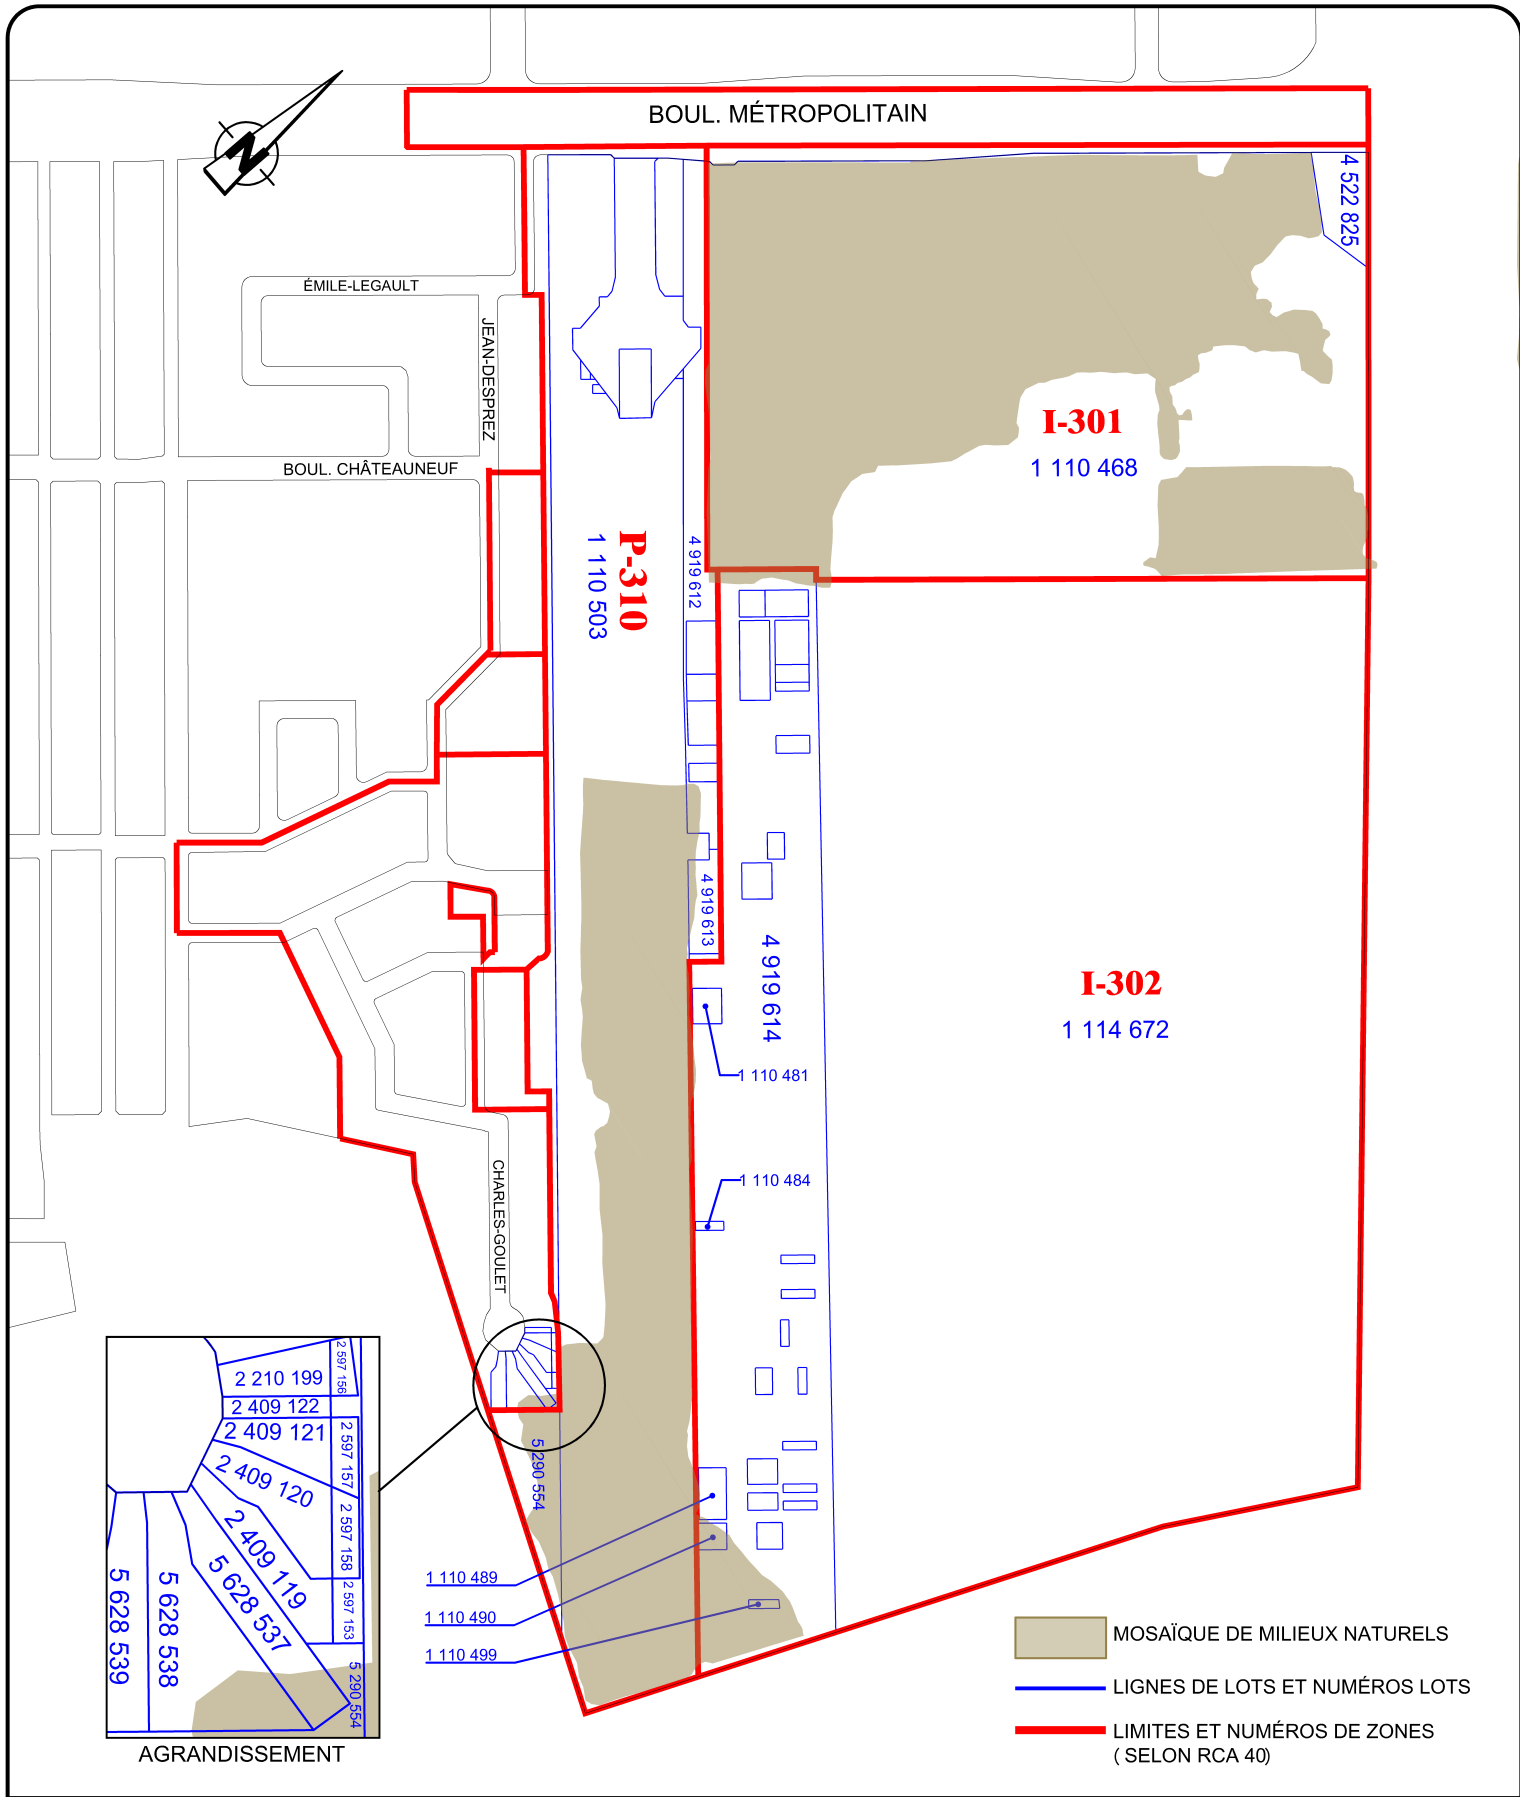 BOUL. MÉTROPOLITAIN
N
4 522 825
ÉMILE-LEGAULT
JEAN-DESPREZ
BOUL. CHÂTEAUNEUF
I-301
1 110 468
P-310
1 110 503
4 919 612
4 919 613
4 919 614
I-302
1 114 672
1 110 481
1 110 484
CHARLES-GOULET
5 290 554
1 110 489
1 110 490
1 110 499
2 597 156
2 210 199
2 409 122
2 409 121
2 597 157
2 409 120
2 597 158
2 409 119
2 597 153
5 628 537
5 628 538
5 628 539
5 290 554
AGRANDISSEMENT
MOSAÏQUE DE MILIEUX NATURELS
LIGNES DE LOTS ET NUMÉROS LOTS
LIMITES ET NUMÉROS DE ZONES
( SELON RCA 40)